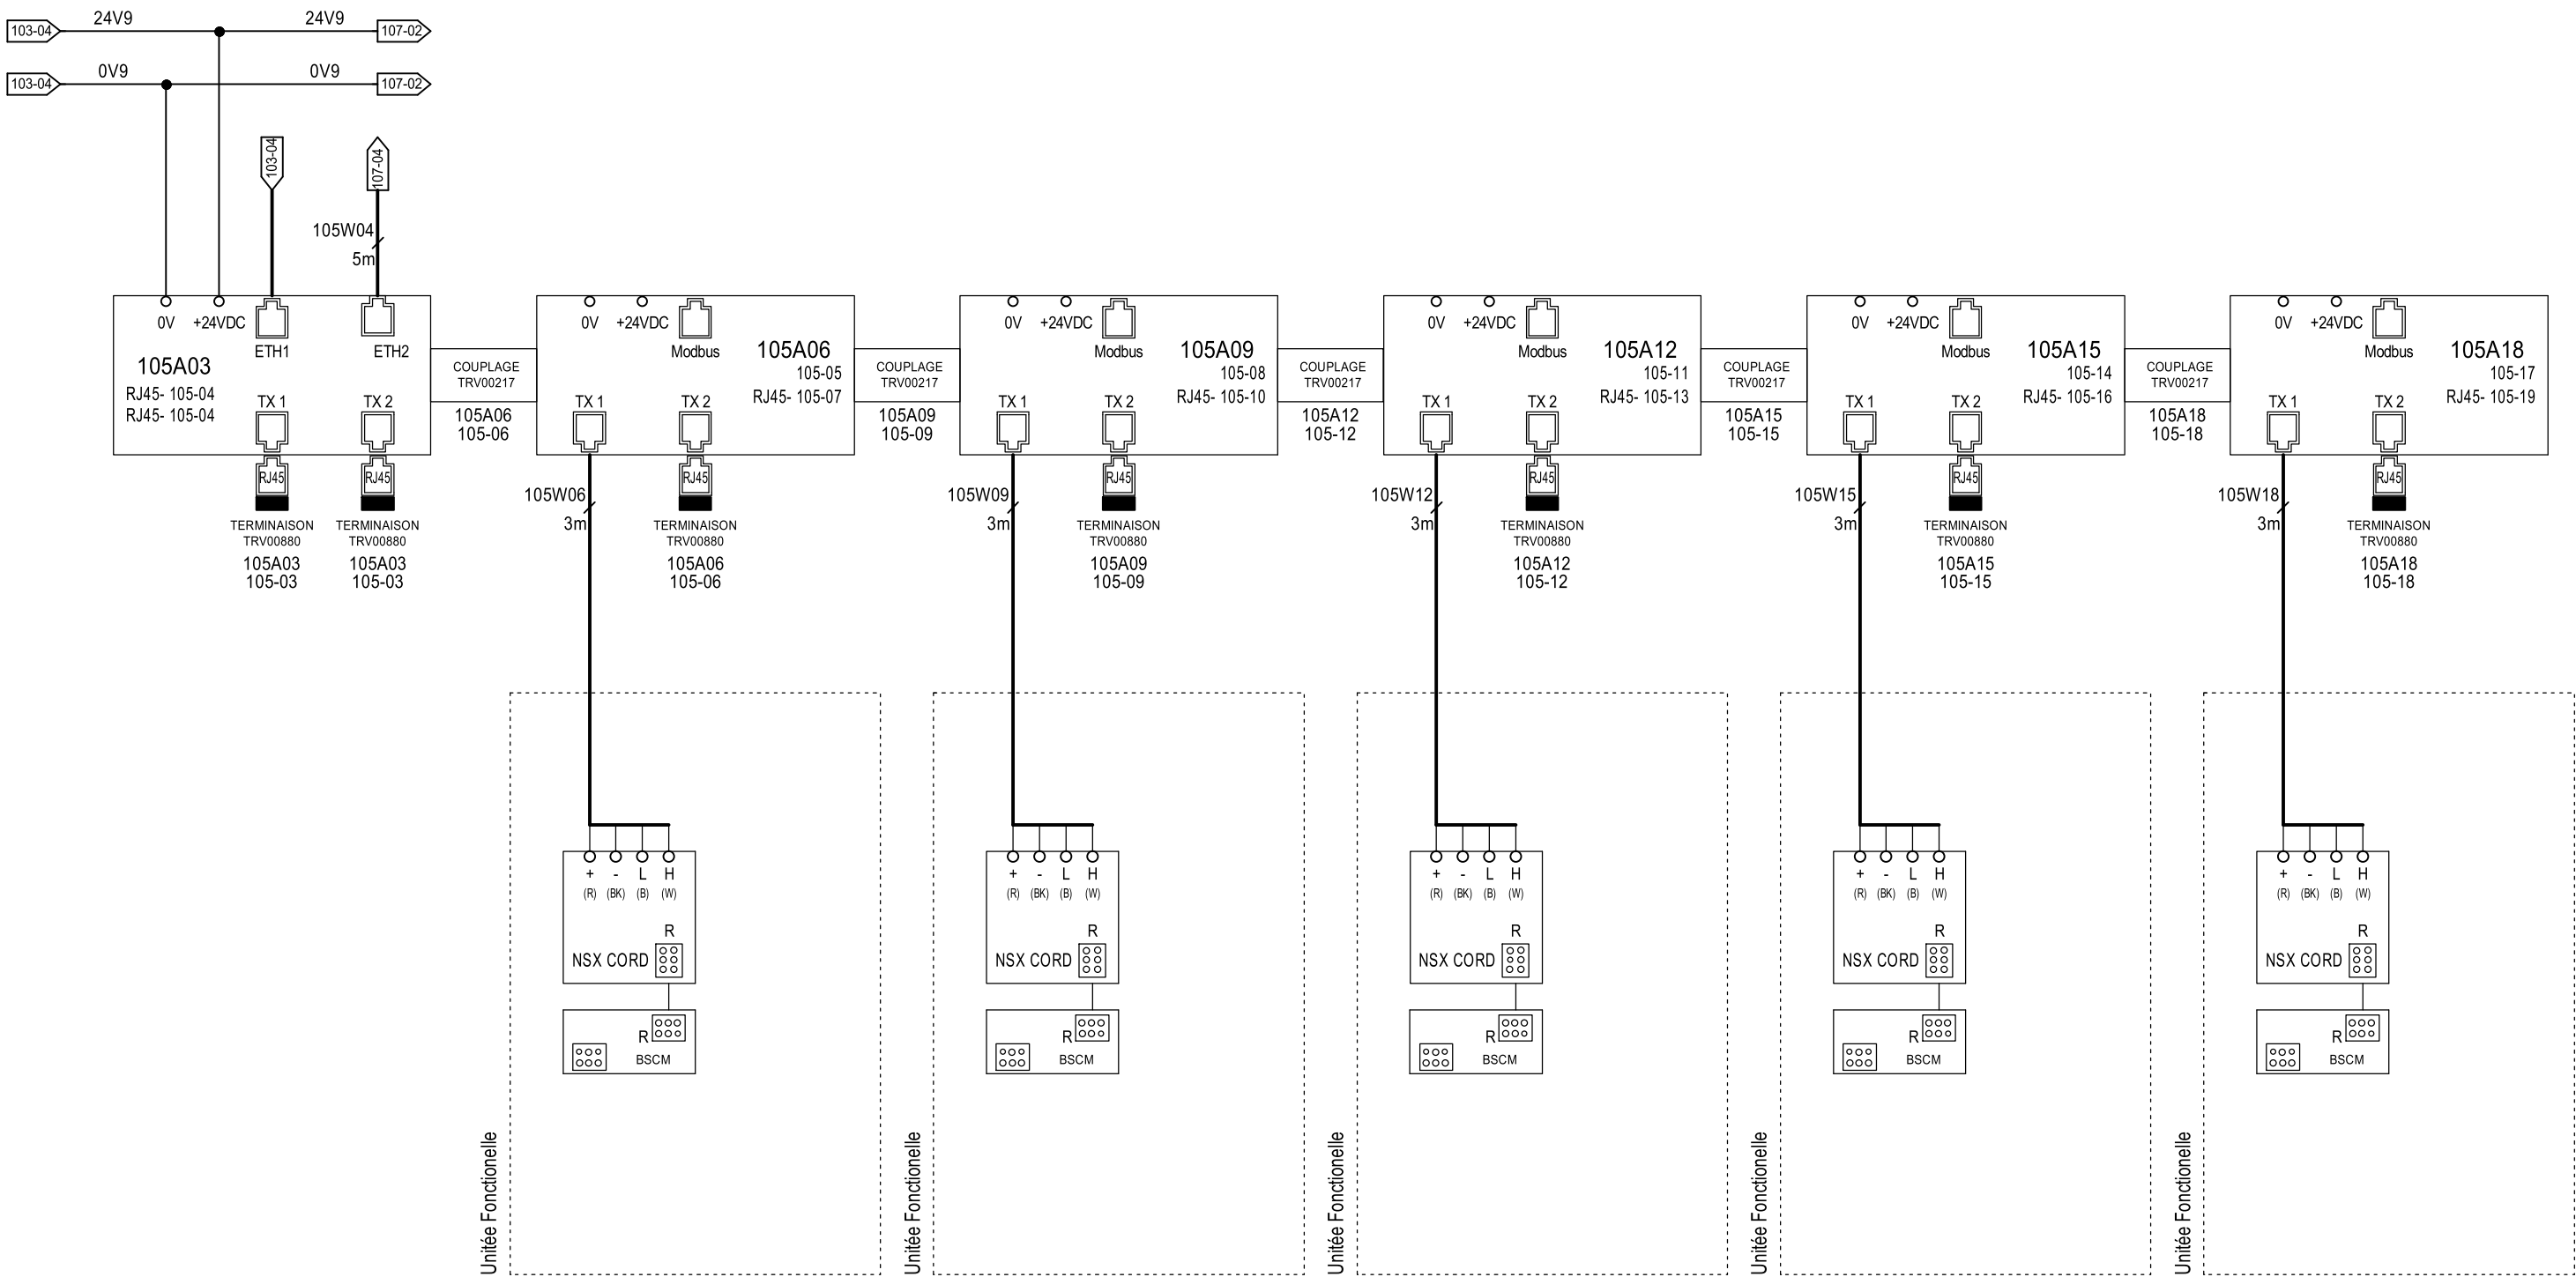 24V9
24V9
103-04
107-02
0V9
0V9
103-04
107-02
103-04
107-04
105W04
5m
0V
+24VDC
ETH1
ETH2
105A03
RJ45- 105-04
RJ45- 105-04
TX 1
TX 2
RJ45
RJ45
TERMINAISON
TRV00880
105A03
105-03
TERMINAISON
TRV00880
105A03
105-03
COUPLAGE
TRV00217
105A06
105-06
0V
+24VDC
Modbus
105A06
105-05
RJ45- 105-07
TX 1
TX 2
RJ45
105W06
3m
TERMINAISON
TRV00880
105A06
105-06
COUPLAGE
TRV00217
105A09
105-09
0V
+24VDC
Modbus
105A09
105-08
RJ45- 105-10
TX 1
TX 2
RJ45
105W09
3m
TERMINAISON
TRV00880
105A09
105-09
COUPLAGE
TRV00217
105A12
105-12
0V
+24VDC
Modbus
105A12
105-11
RJ45- 105-13
TX 1
TX 2
RJ45
105W12
3m
TERMINAISON
TRV00880
105A12
105-12
COUPLAGE
TRV00217
105A15
105-15
0V
+24VDC
Modbus
105A15
105-14
RJ45- 105-16
TX 1
TX 2
RJ45
105W15
3m
TERMINAISON
TRV00880
105A15
105-15
COUPLAGE
TRV00217
105A18
105-18
0V
+24VDC
Modbus
105A18
105-17
RJ45- 105-19
TX 1
TX 2
RJ45
105W18
3m
TERMINAISON
TRV00880
105A18
105-18
+ - L H
(R) (BK) (B) (W)
R
NSX CORD
R
BSCM
Unitée Fonctionelle
+ - L H
(R) (BK) (B) (W)
R
NSX CORD
R
BSCM
Unitée Fonctionelle
+ - L H
(R) (BK) (B) (W)
R
NSX CORD
R
BSCM
Unitée Fonctionelle
+ - L H
(R) (BK) (B) (W)
R
NSX CORD
R
BSCM
Unitée Fonctionelle
+ - L H
(R) (BK) (B) (W)
R
NSX CORD
R
BSCM
Unitée Fonctionelle